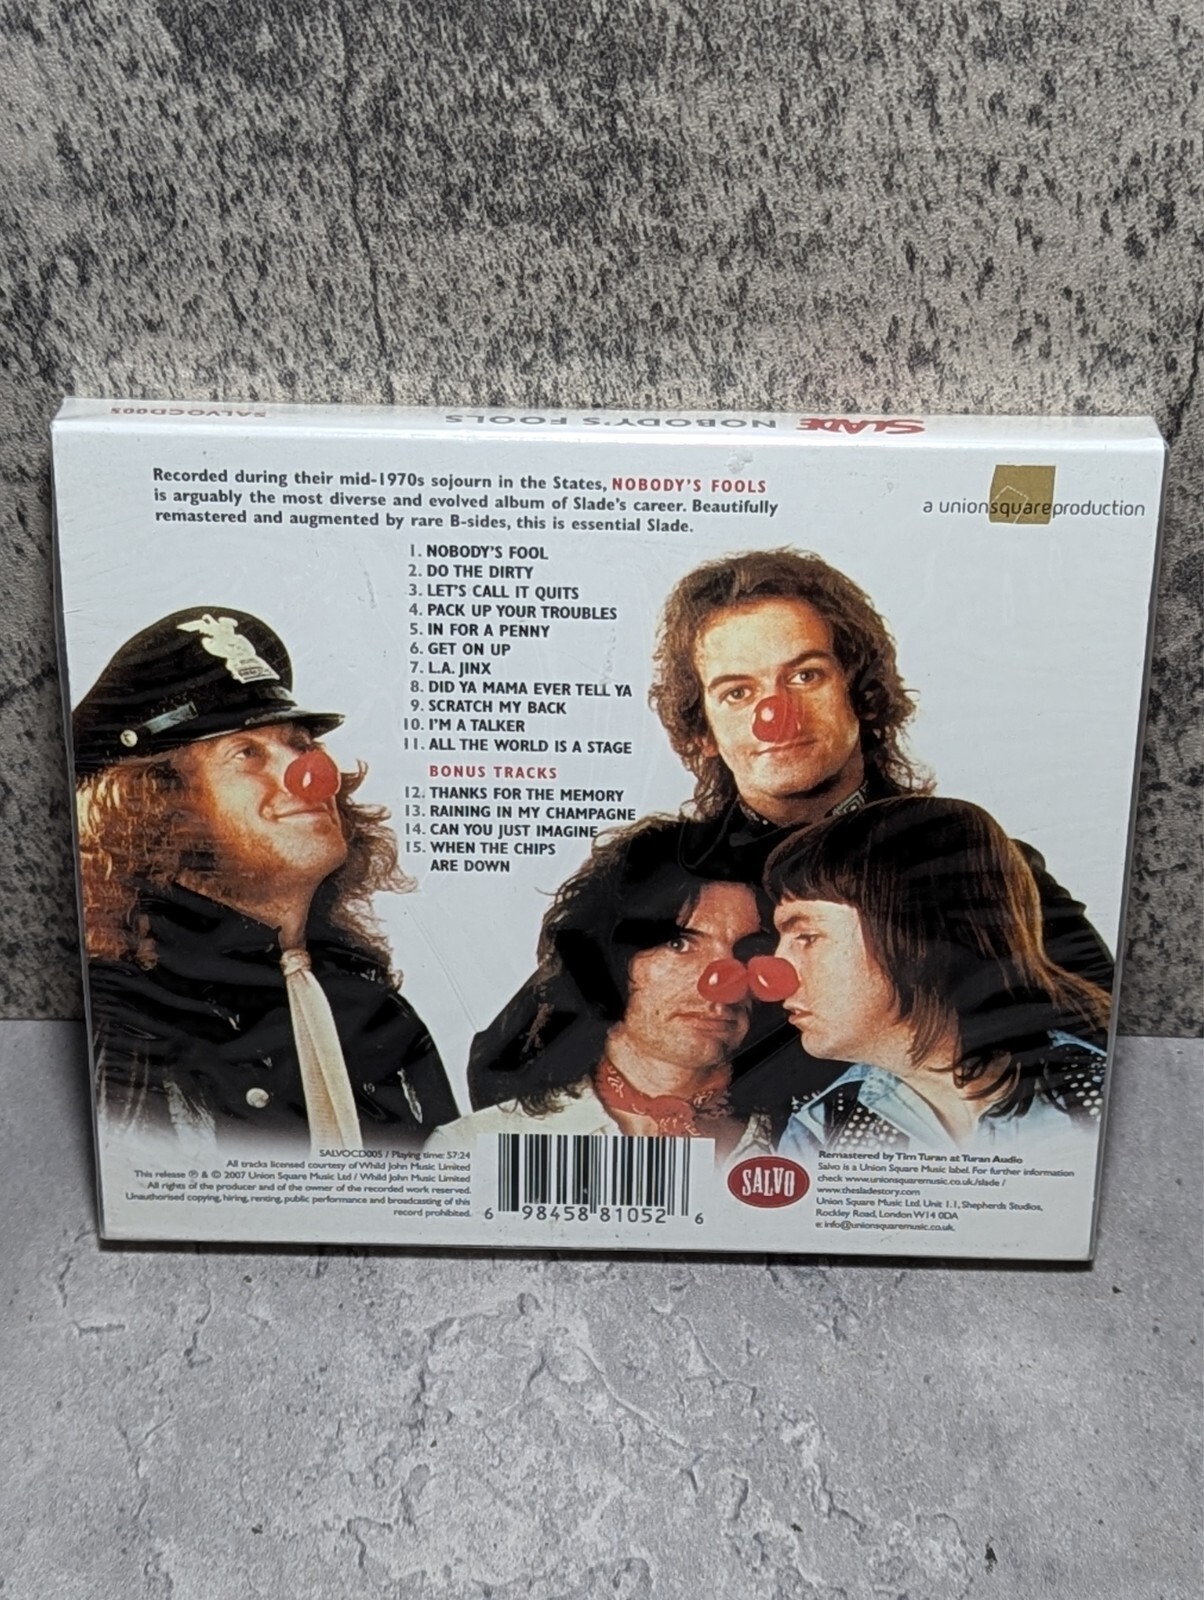 SLADE NOBODY'S FOOLS SALVOCD005
Recorded during their mid-1970s sojourn in the States, NOBODY'S FOOLS
is arguably the most diverse and evolved album of Slade's career. Beautifully
remastered and augmented by rare B-sides, this is essential Slade.
a unionsquareproduction
1. NOBODY'S FOOL
2. DO THE DIRTY
3. LET'S CALL IT QUITS
4. PACK UP YOUR TROUBLES
5. IN FOR A PENNY
6. GET ON UP
7. L.A. JINX
8. DID YA MAMA EVER TELL YA
9. SCRATCH MY BACK
10. I'M A TALKER
11. ALL THE WORLD IS A STAGE
BONUS TRACKS
12. THANKS FOR THE MEMORY
13. RAINING IN MY CHAMPAGNE
14. CAN YOU JUST IMAGINE
15. WHEN THE CHIPS
ARE DOWN
SALVOCD005 / Playing time: 57:24
All tracks licensed courtesy of Whild John Music Limited
This release ℗ & © 2007 Union Square Music Ltd / Whild John Music Limited
All rights of the producer and of the owner of the recorded work reserved.
Unauthorised copying, hiring, renting, public performance and broadcasting of this
record prohibited.
6 98458 81052 6
SALVO
Remastered by Tim Turan at Turan Audio
Salvo is a Union Square Music label. For further information
check www.unionsquaremusic.co.uk/slade /
www.thesladestory.com
Union Square Music Ltd. Unit 1.1, Shepherds Studios,
Rockley Road, London W14 0DA
e: info@unionsquaremusic.co.uk.